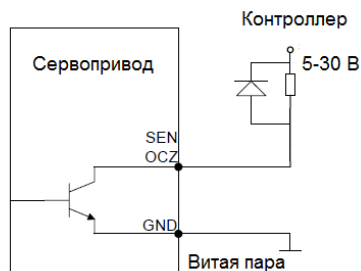 Контроллер
Сервопривод
5-30 В
SEN
OCZ
GND
Витая пара